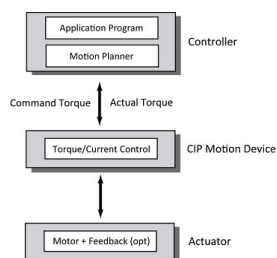 Application Program
Controller
Motion Planner
Command Torque Actual Torque
Torque/Current Control
CIP Motion Device
Motor + Feedback (opt)
Actuator